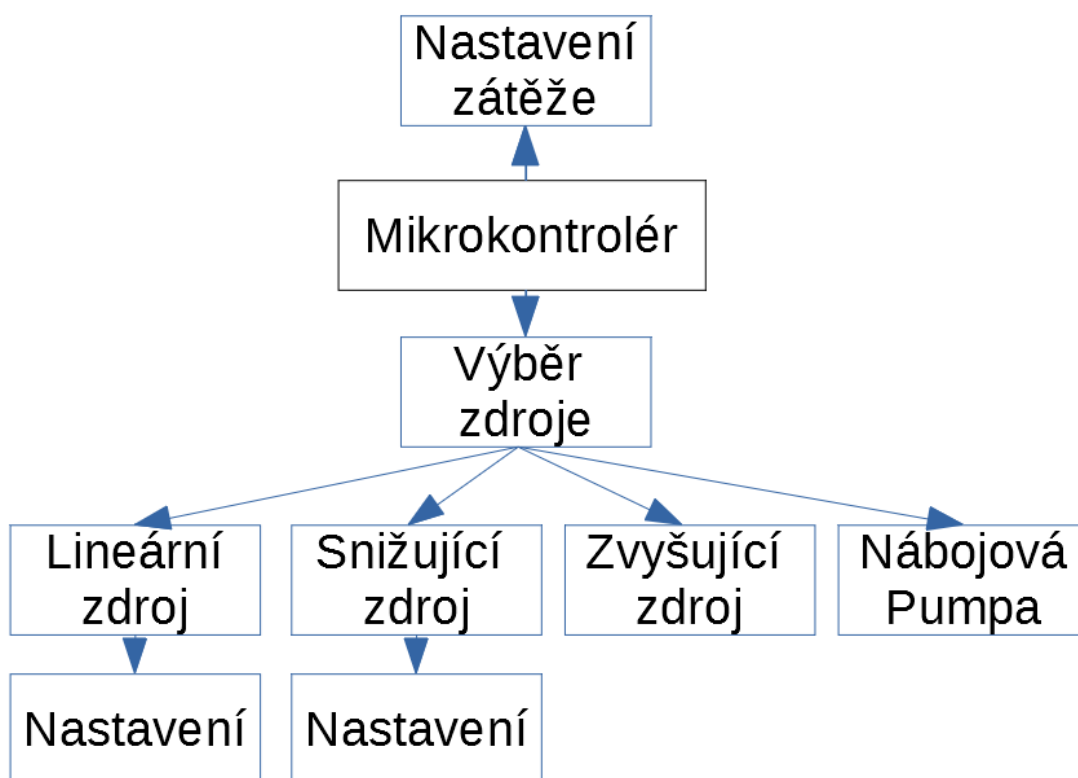 Nastavení
zátěže
Mikrokontrolér
Výběr
zdroje
Lineární
zdroj
Snižující
zdroj
Zvyšující
zdroj
Nábojová
Pumpa
Nastavení
Nastavení